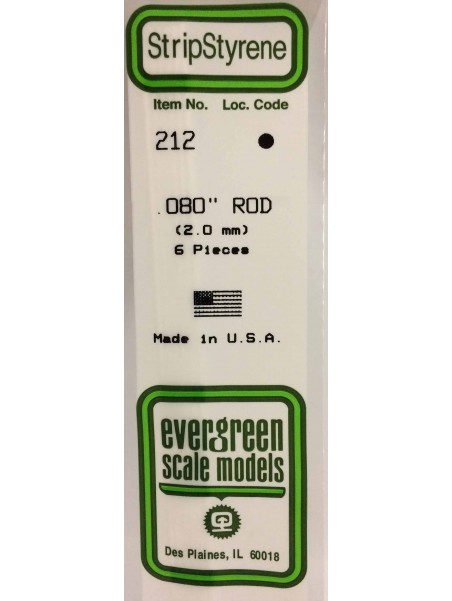 StripStyrene
Item No. Loc. Code
212
.080" ROD
(2.0 mm)
6 Pieces
Made in U.S.A.
evergreen
scale models
Des Plaines, IL 60018